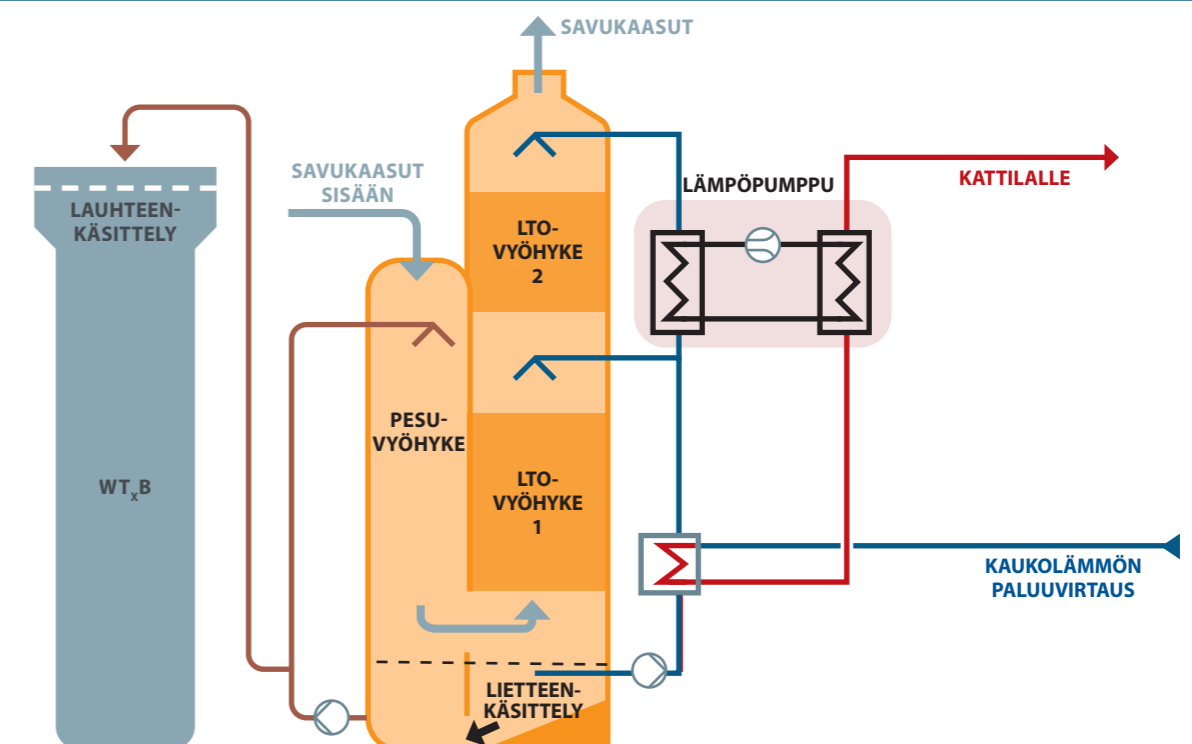 SAVUKAASUT
SAVUKAASUT
SISÄÄN
LÄMPÖPUMPPU
KATTILALLE
LAUHTEEN-
KÄSITTELY
LTO-
VYÖHYKE
2
PESU-
VYÖHYKE
WTxB
LTO-
VYÖHYKE
1
KAUKOLÄMMÖN
PALUUVIRTAUS
LIETTEEN-
KÄSITTELY